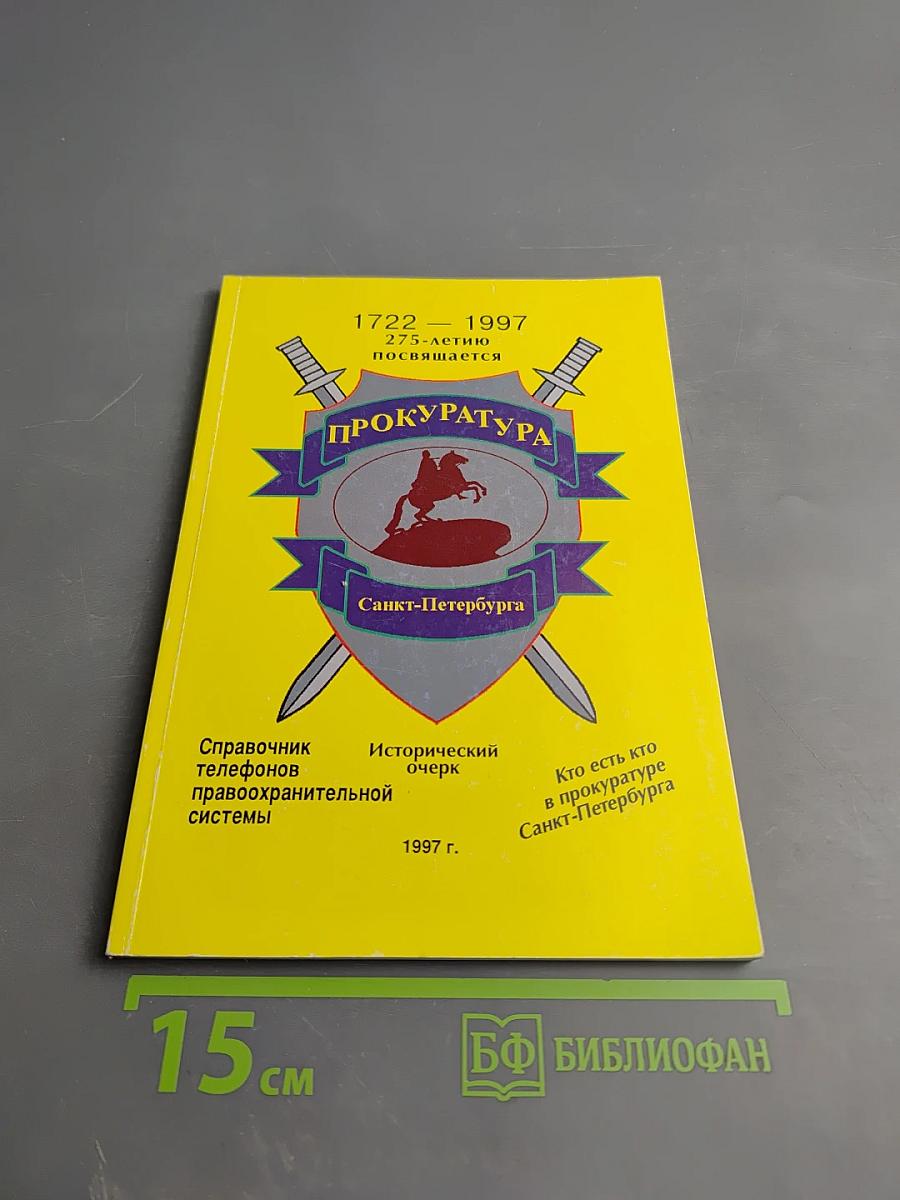 1722 — 1997
275-летию
посвящается
ПРОКУРАТУРА
Санкт-Петербурга
Справочник
телефонов
правоохранительной
системы
Исторический
очерк
Кто есть кто
в прокуратуре
Санкт-Петербурга
1997 г.
15 см
БФ БИБЛИОФАН